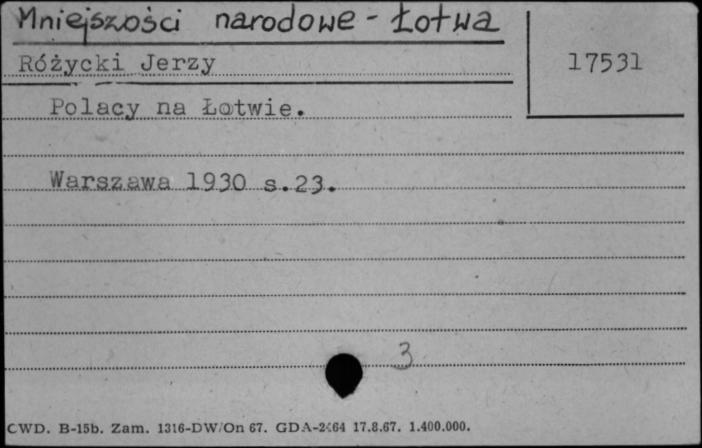 Mniejszości narodowe - Łotwa
Różycki Jerzy
17531
Polacy na Łotwie.
Warszawa 1930 s.23.
3
CWD. B-15b. Zam. 1316-DW/On 67. GDA-2464 17.8.67. 1.400.000.